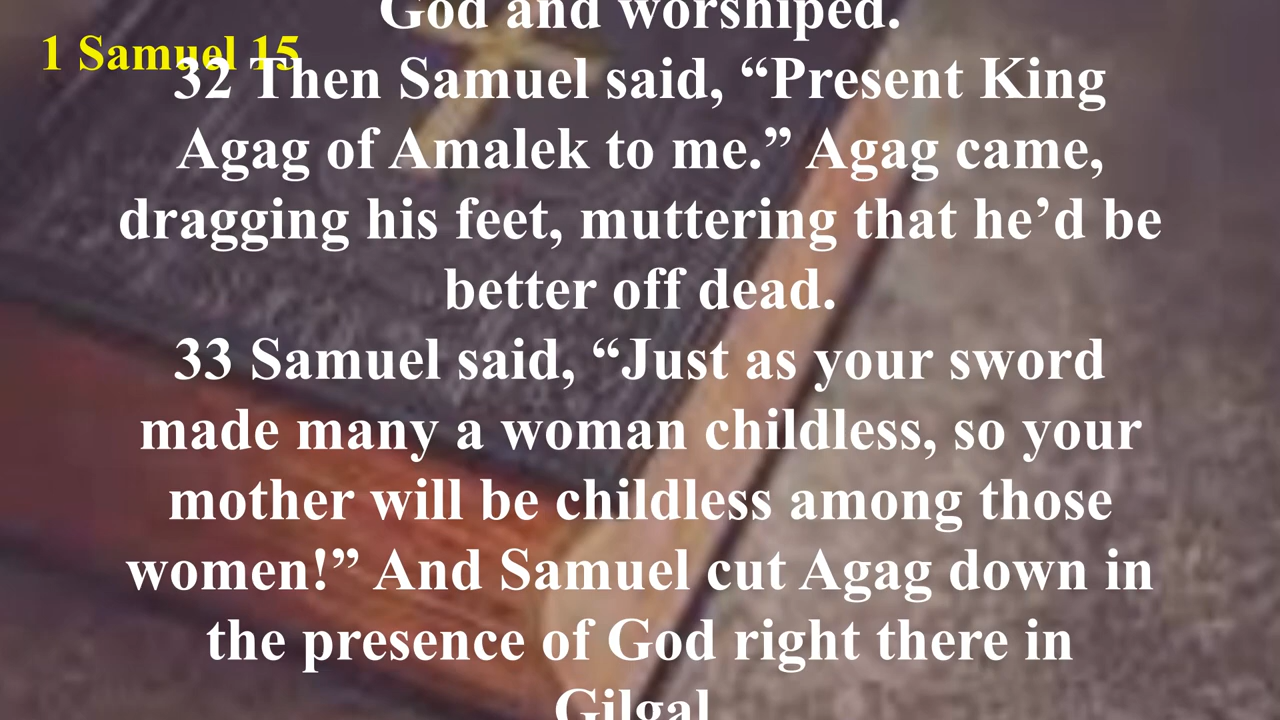 God and worshiped.
1 Samuel 15
32 Then Samuel said, “Present King
Agag of Amalek to me.” Agag came,
dragging his feet, muttering that he’d be
better off dead.
33 Samuel said, “Just as your sword
made many a woman childless, so your
mother will be childless among those
women!” And Samuel cut Agag down in
the presence of God right there in
Gilgal